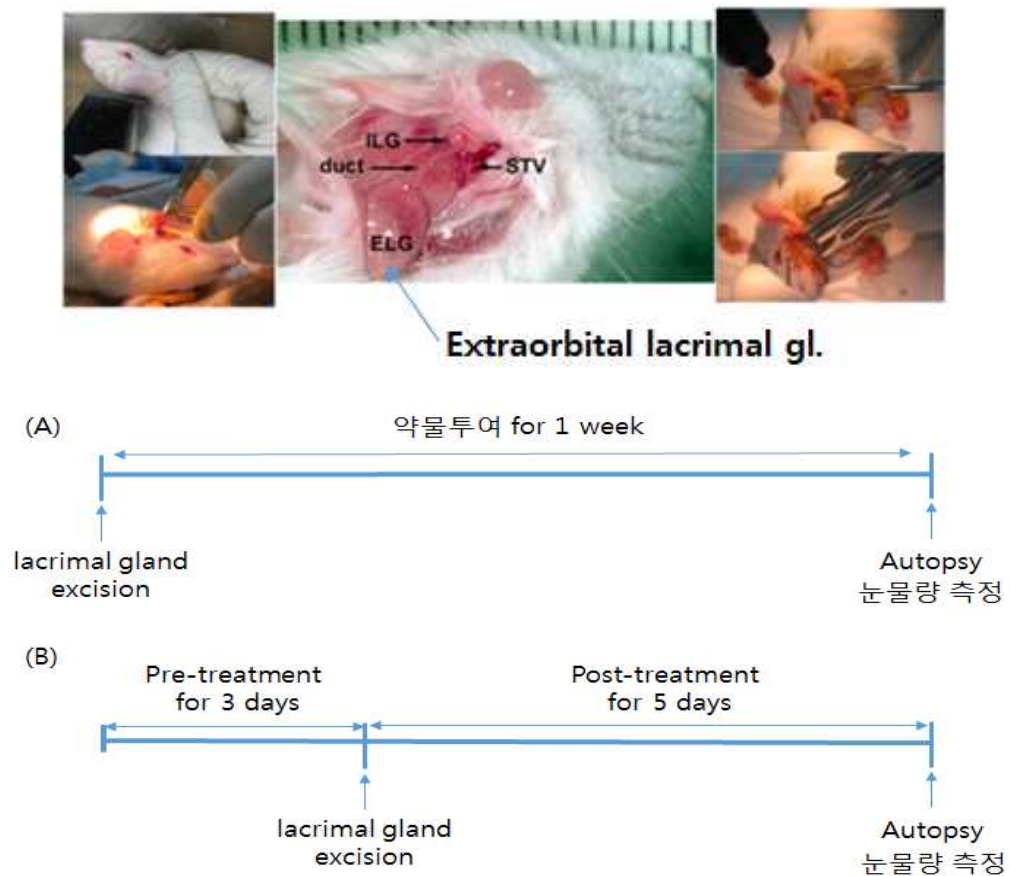 ILG
duct
STV
ELG
Extraorbital lacrimal gl.
(A)
약물투여 for 1 week
lacrimal gland
excision
Autopsy
눈물량 측정
(B)
Pre-treatment
for 3 days
Post-treatment
for 5 days
lacrimal gland
excision
Autopsy
눈물량 측정